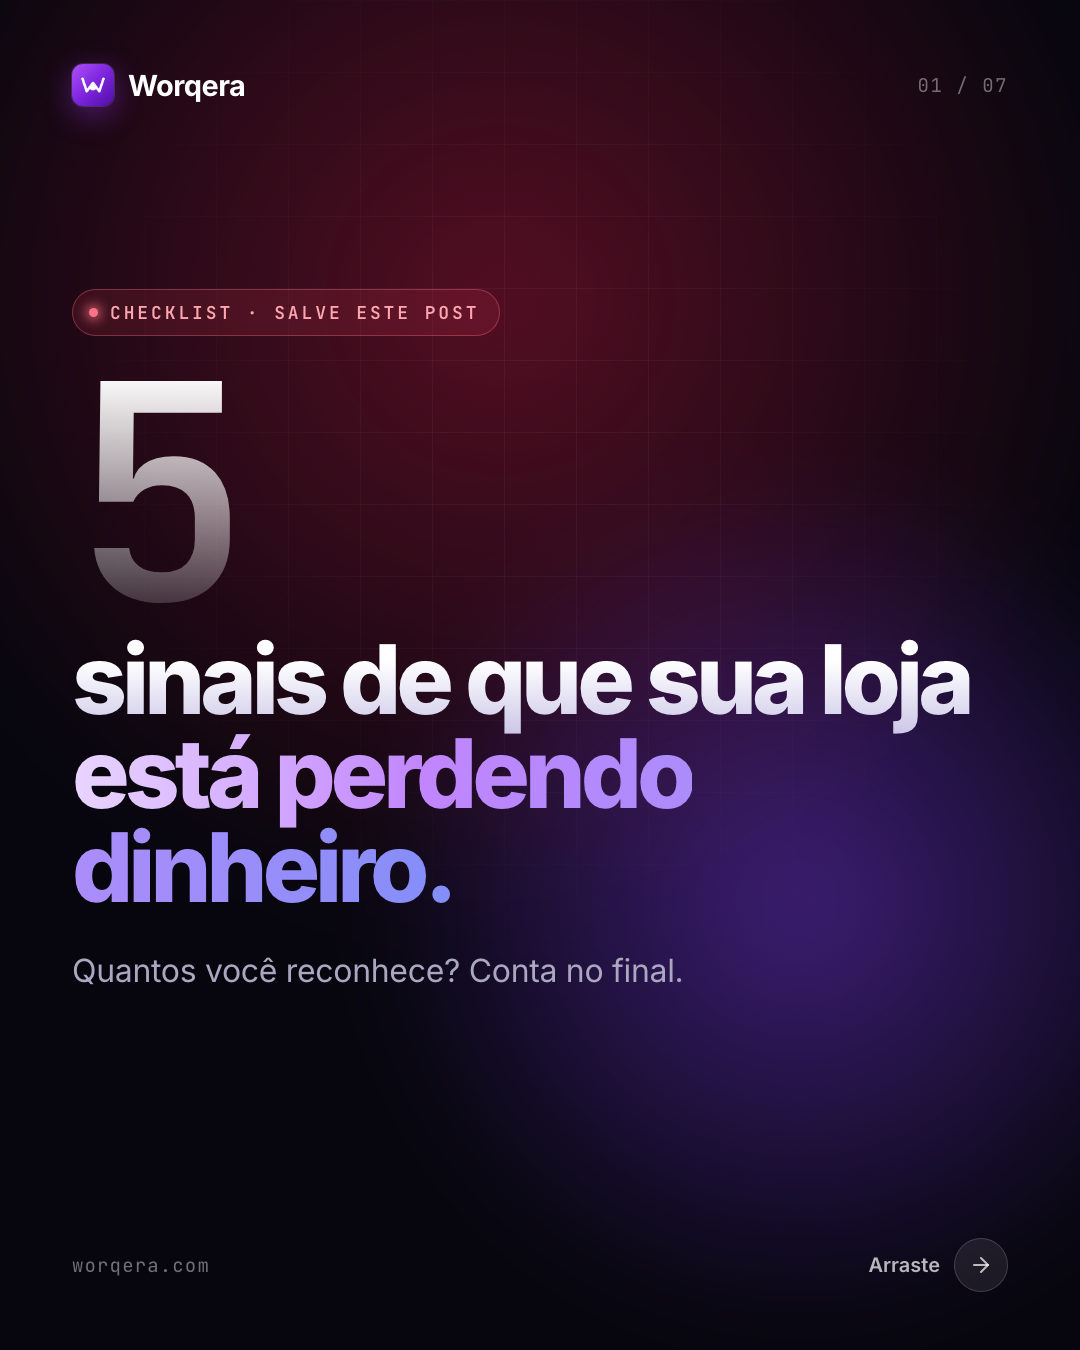 Worqera
01 / 07
CHECKLIST · SALVE ESTE POST
5
sinais de que sua loja
está perdendo
dinheiro.
Quantos você reconhece? Conta no final.
worqera.com
Arraste